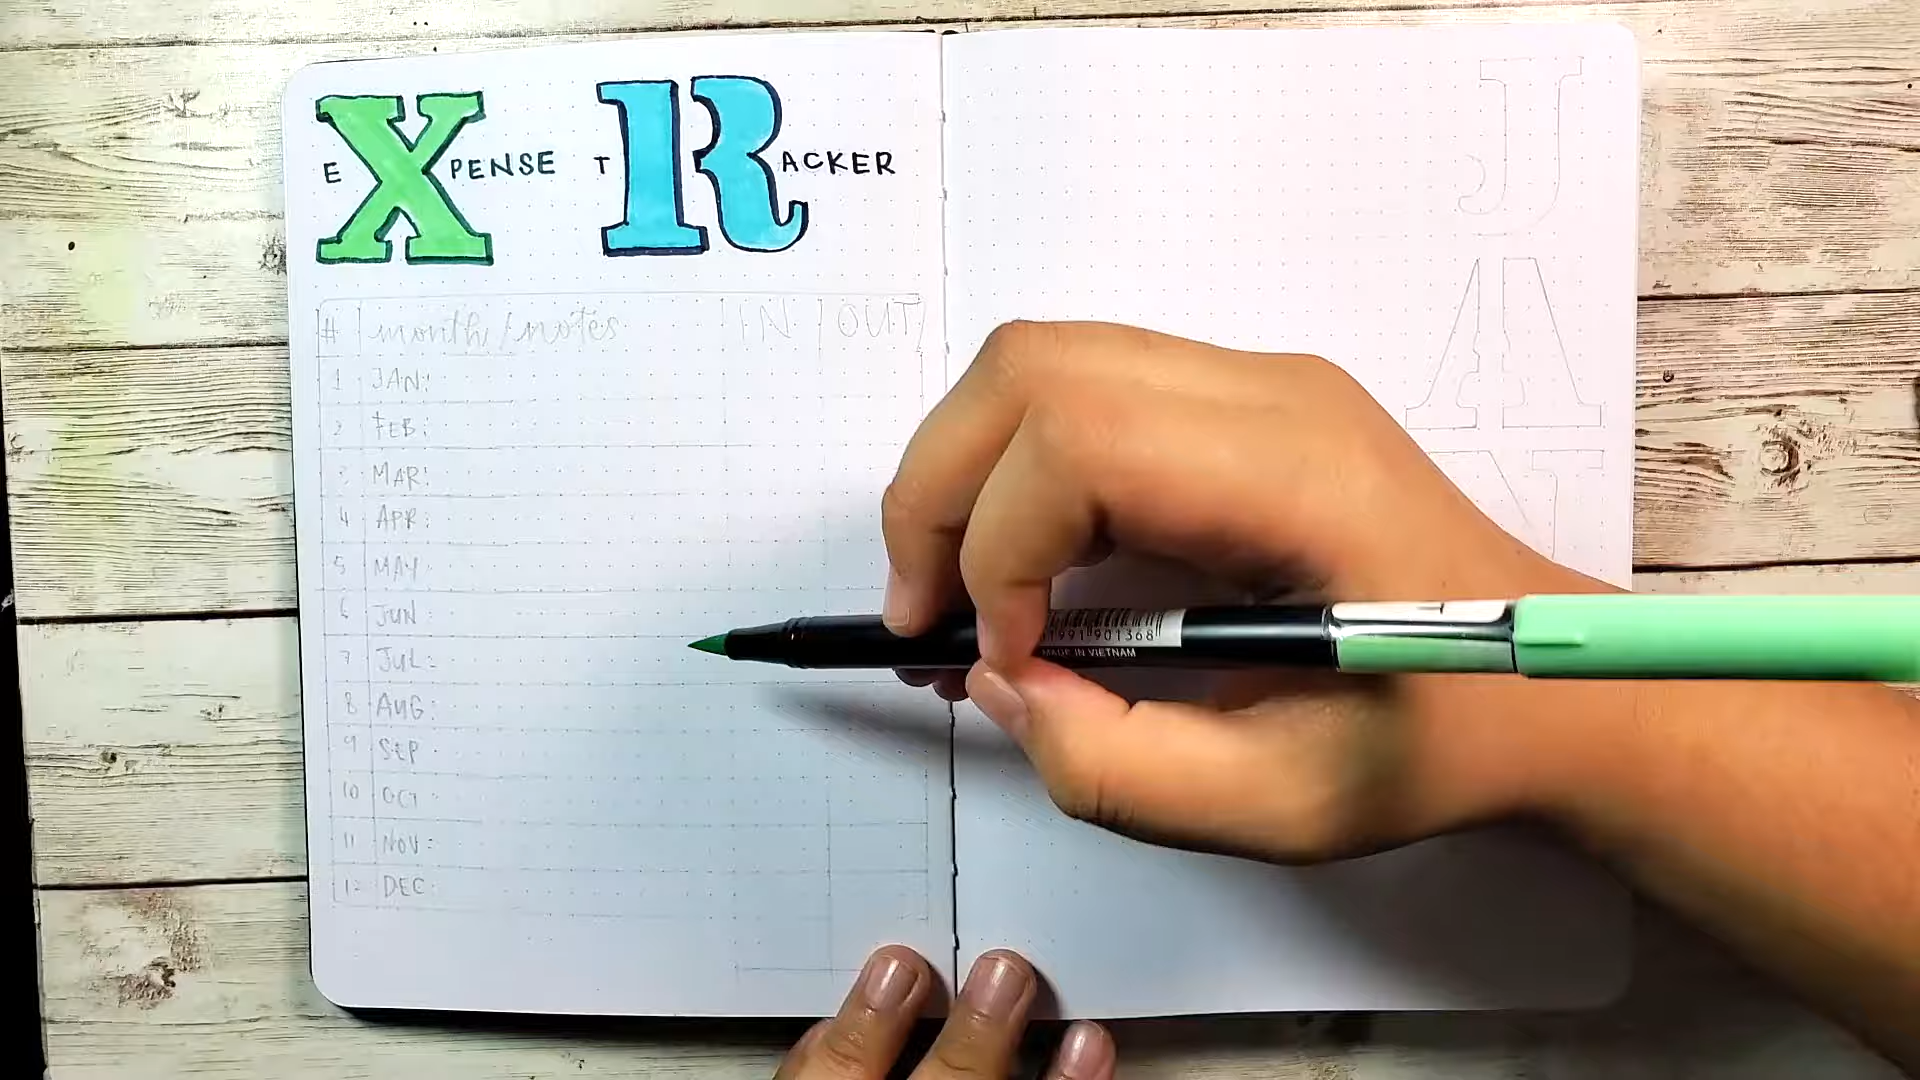 EXPENSE TRACKER
# month/notes IN OUT
1 JAN:
2 FEB:
3 MAR:
4 APR:
5 MAY
6 JUN:
7 JUL:
8 AUG:
9 SEP
10 OCT:
11 NOV:
12 DEC:
J
A
N
901368
MADE IN VIETNAM